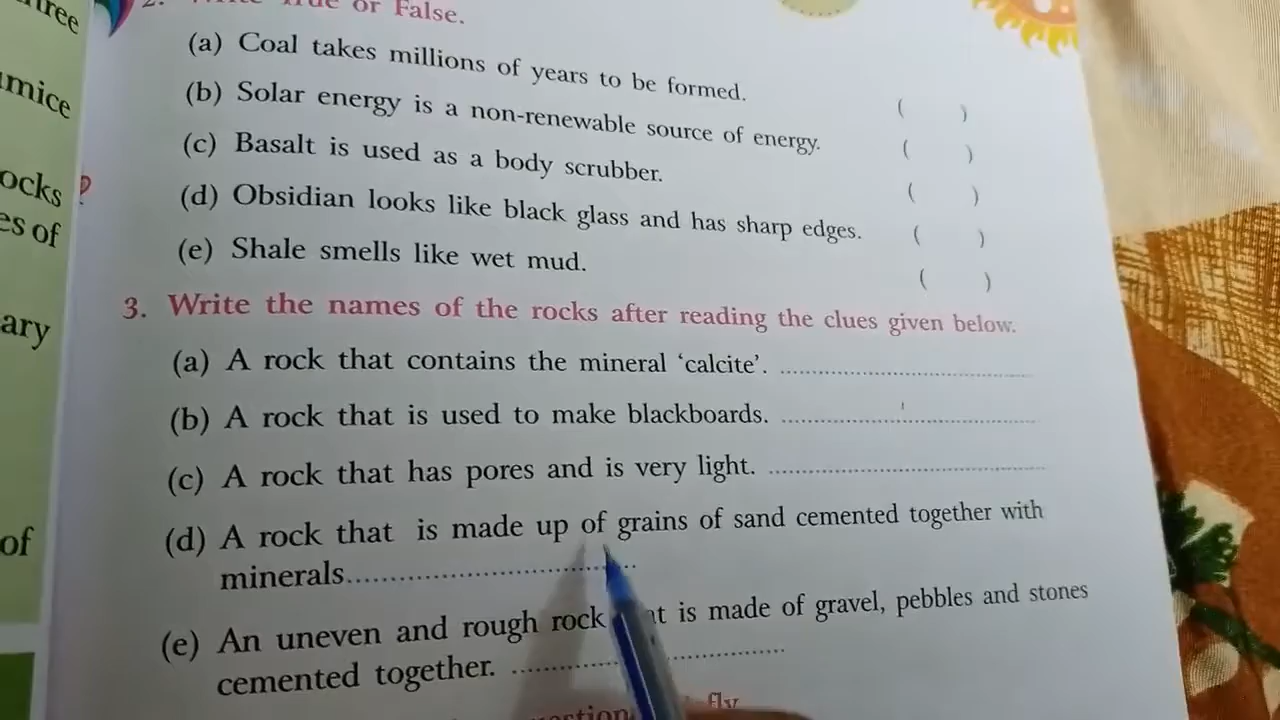 mice
ocks
es of
ary
of
or False.
(a) Coal takes millions of years to be formed. ( )
(b) Solar energy is a non-renewable source of energy. ( )
(c) Basalt is used as a body scrubber. ( )
(d) Obsidian looks like black glass and has sharp edges. ( )
(e) Shale smells like wet mud. ( )
3. Write the names of the rocks after reading the clues given below.
(a) A rock that contains the mineral ‘calcite’. ........................................
(b) A rock that is used to make blackboards. ........................................
(c) A rock that has pores and is very light. ........................................
(d) A rock that is made up of grains of sand cemented together with
minerals........................................
(e) An uneven and rough rock is made of gravel, pebbles and stones
cemented together. ........................................